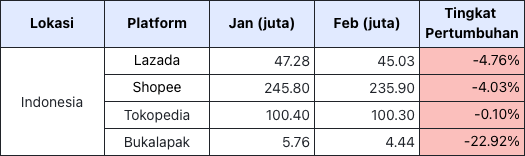 Lokasi Platform Jan (juta) Feb (juta) Tingkat Pertumbuhan
Indonesia
Lazada 47.28 45.03 -4.76%
Shopee 245.80 235.90 -4.03%
Tokopedia 100.40 100.30 -0.10%
Bukalapak 5.76 4.44 -22.92%